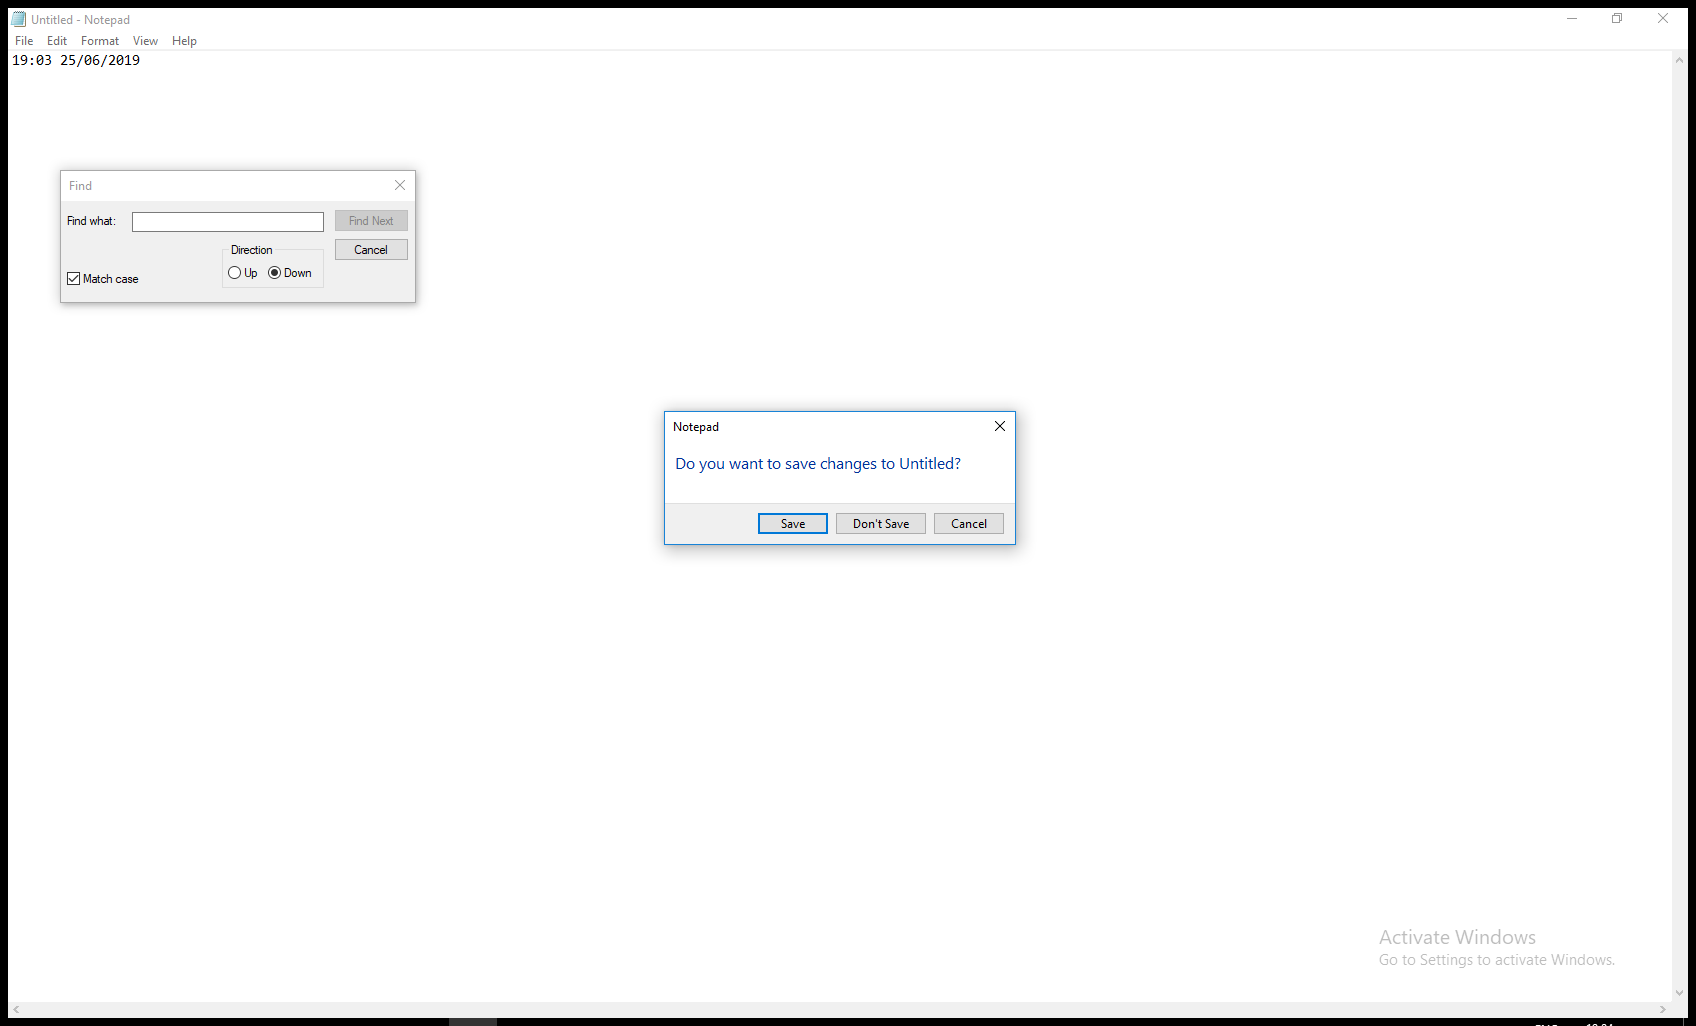 Untitled - Notepad
File Edit Format View Help
19:03 25/06/2019
Find
Find what:
Find Next
Direction
Cancel
Up Down
Match case
Notepad
Do you want to save changes to Untitled?
Save Don't Save Cancel
Activate Windows
Go to Settings to activate Windows.